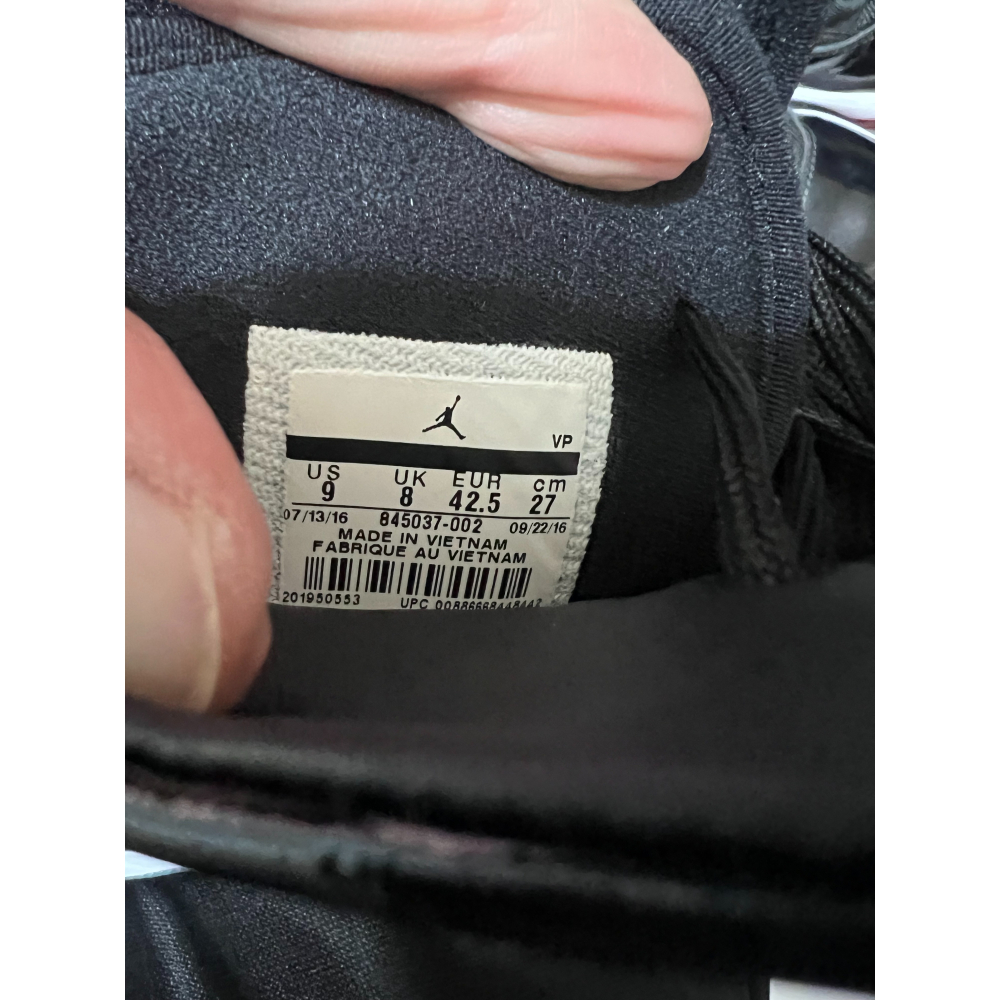 VP
US UK EUR cm
9 8 42.5 27
07/13/16 845037-002 09/22/16
MADE IN VIETNAM
FABRIQUE AU VIETNAM
201950553 UPC